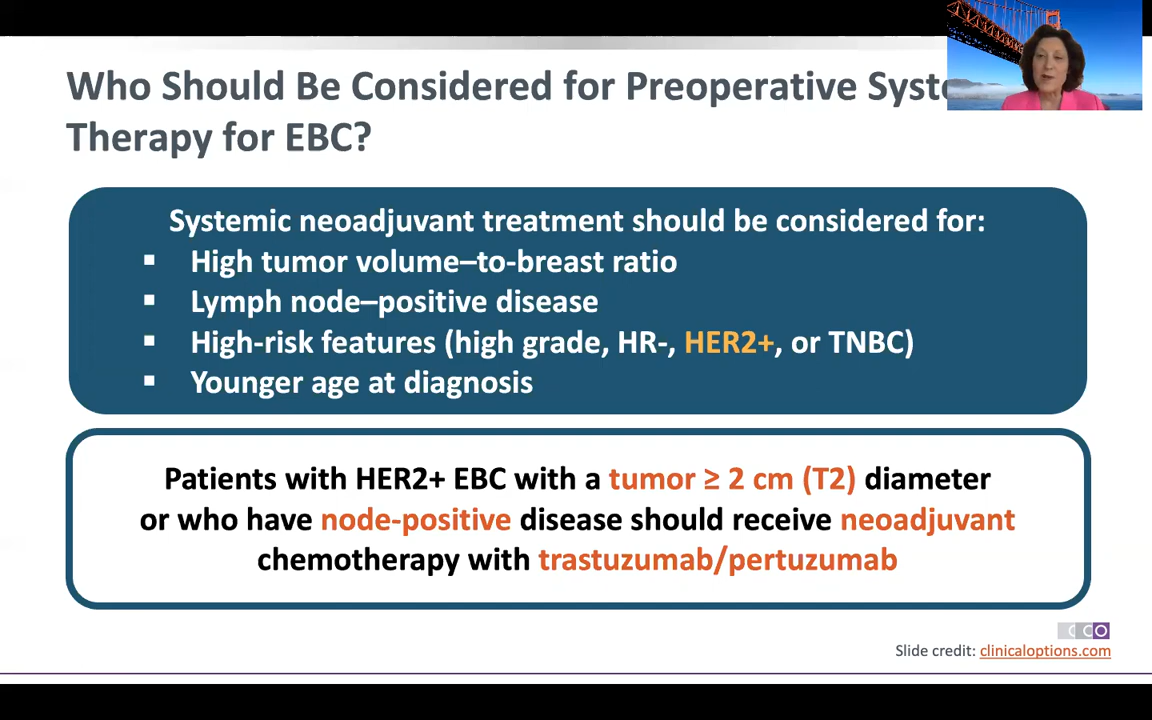 Who Should Be Considered for Preoperative
Therapy for EBC?
Systemic neoadjuvant treatment should be considered for:
▪ High tumor volume–to-breast ratio
▪ Lymph node–positive disease
▪ High-risk features (high grade, HR-, HER2+, or TNBC)
▪ Younger age at diagnosis
Patients with HER2+ EBC with a tumor ≥ 2 cm (T2) diameter
or who have node-positive disease should receive neoadjuvant
chemotherapy with trastuzumab/pertuzumab
CCO
Slide credit: clinicaloptions.com